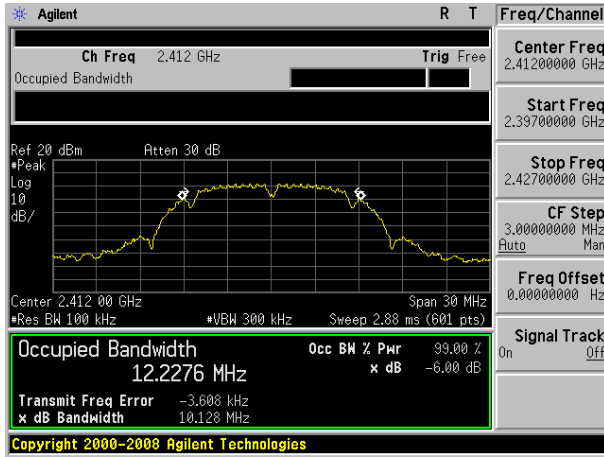 Agilent R T Freq/Channel
Ch Freq 2.412 GHz Trig Free
Occupied Bandwidth
Center Freq
2.41200000 GHz
Start Freq
2.39700000 GHz
Stop Freq
2.42700000 GHz
CF Step
3.00000000 MHz
Auto Man
Freq Offset
0.00000000 Hz
Signal Track
On Off
Ref 20 dBm Atten 30 dB
#Peak
Log
10
dB/
Center 2.412 00 GHz Span 30 MHz
#Res BW 100 kHz #VBW 300 kHz Sweep 2.88 ms (601 pts)
Occupied Bandwidth Occ BW % Pwr 99.00 %
12.2276 MHz x dB -6.00 dB
Transmit Freq Error -3.608 kHz
x dB Bandwidth 10.128 MHz
Copyright 2000-2008 Agilent Technologies